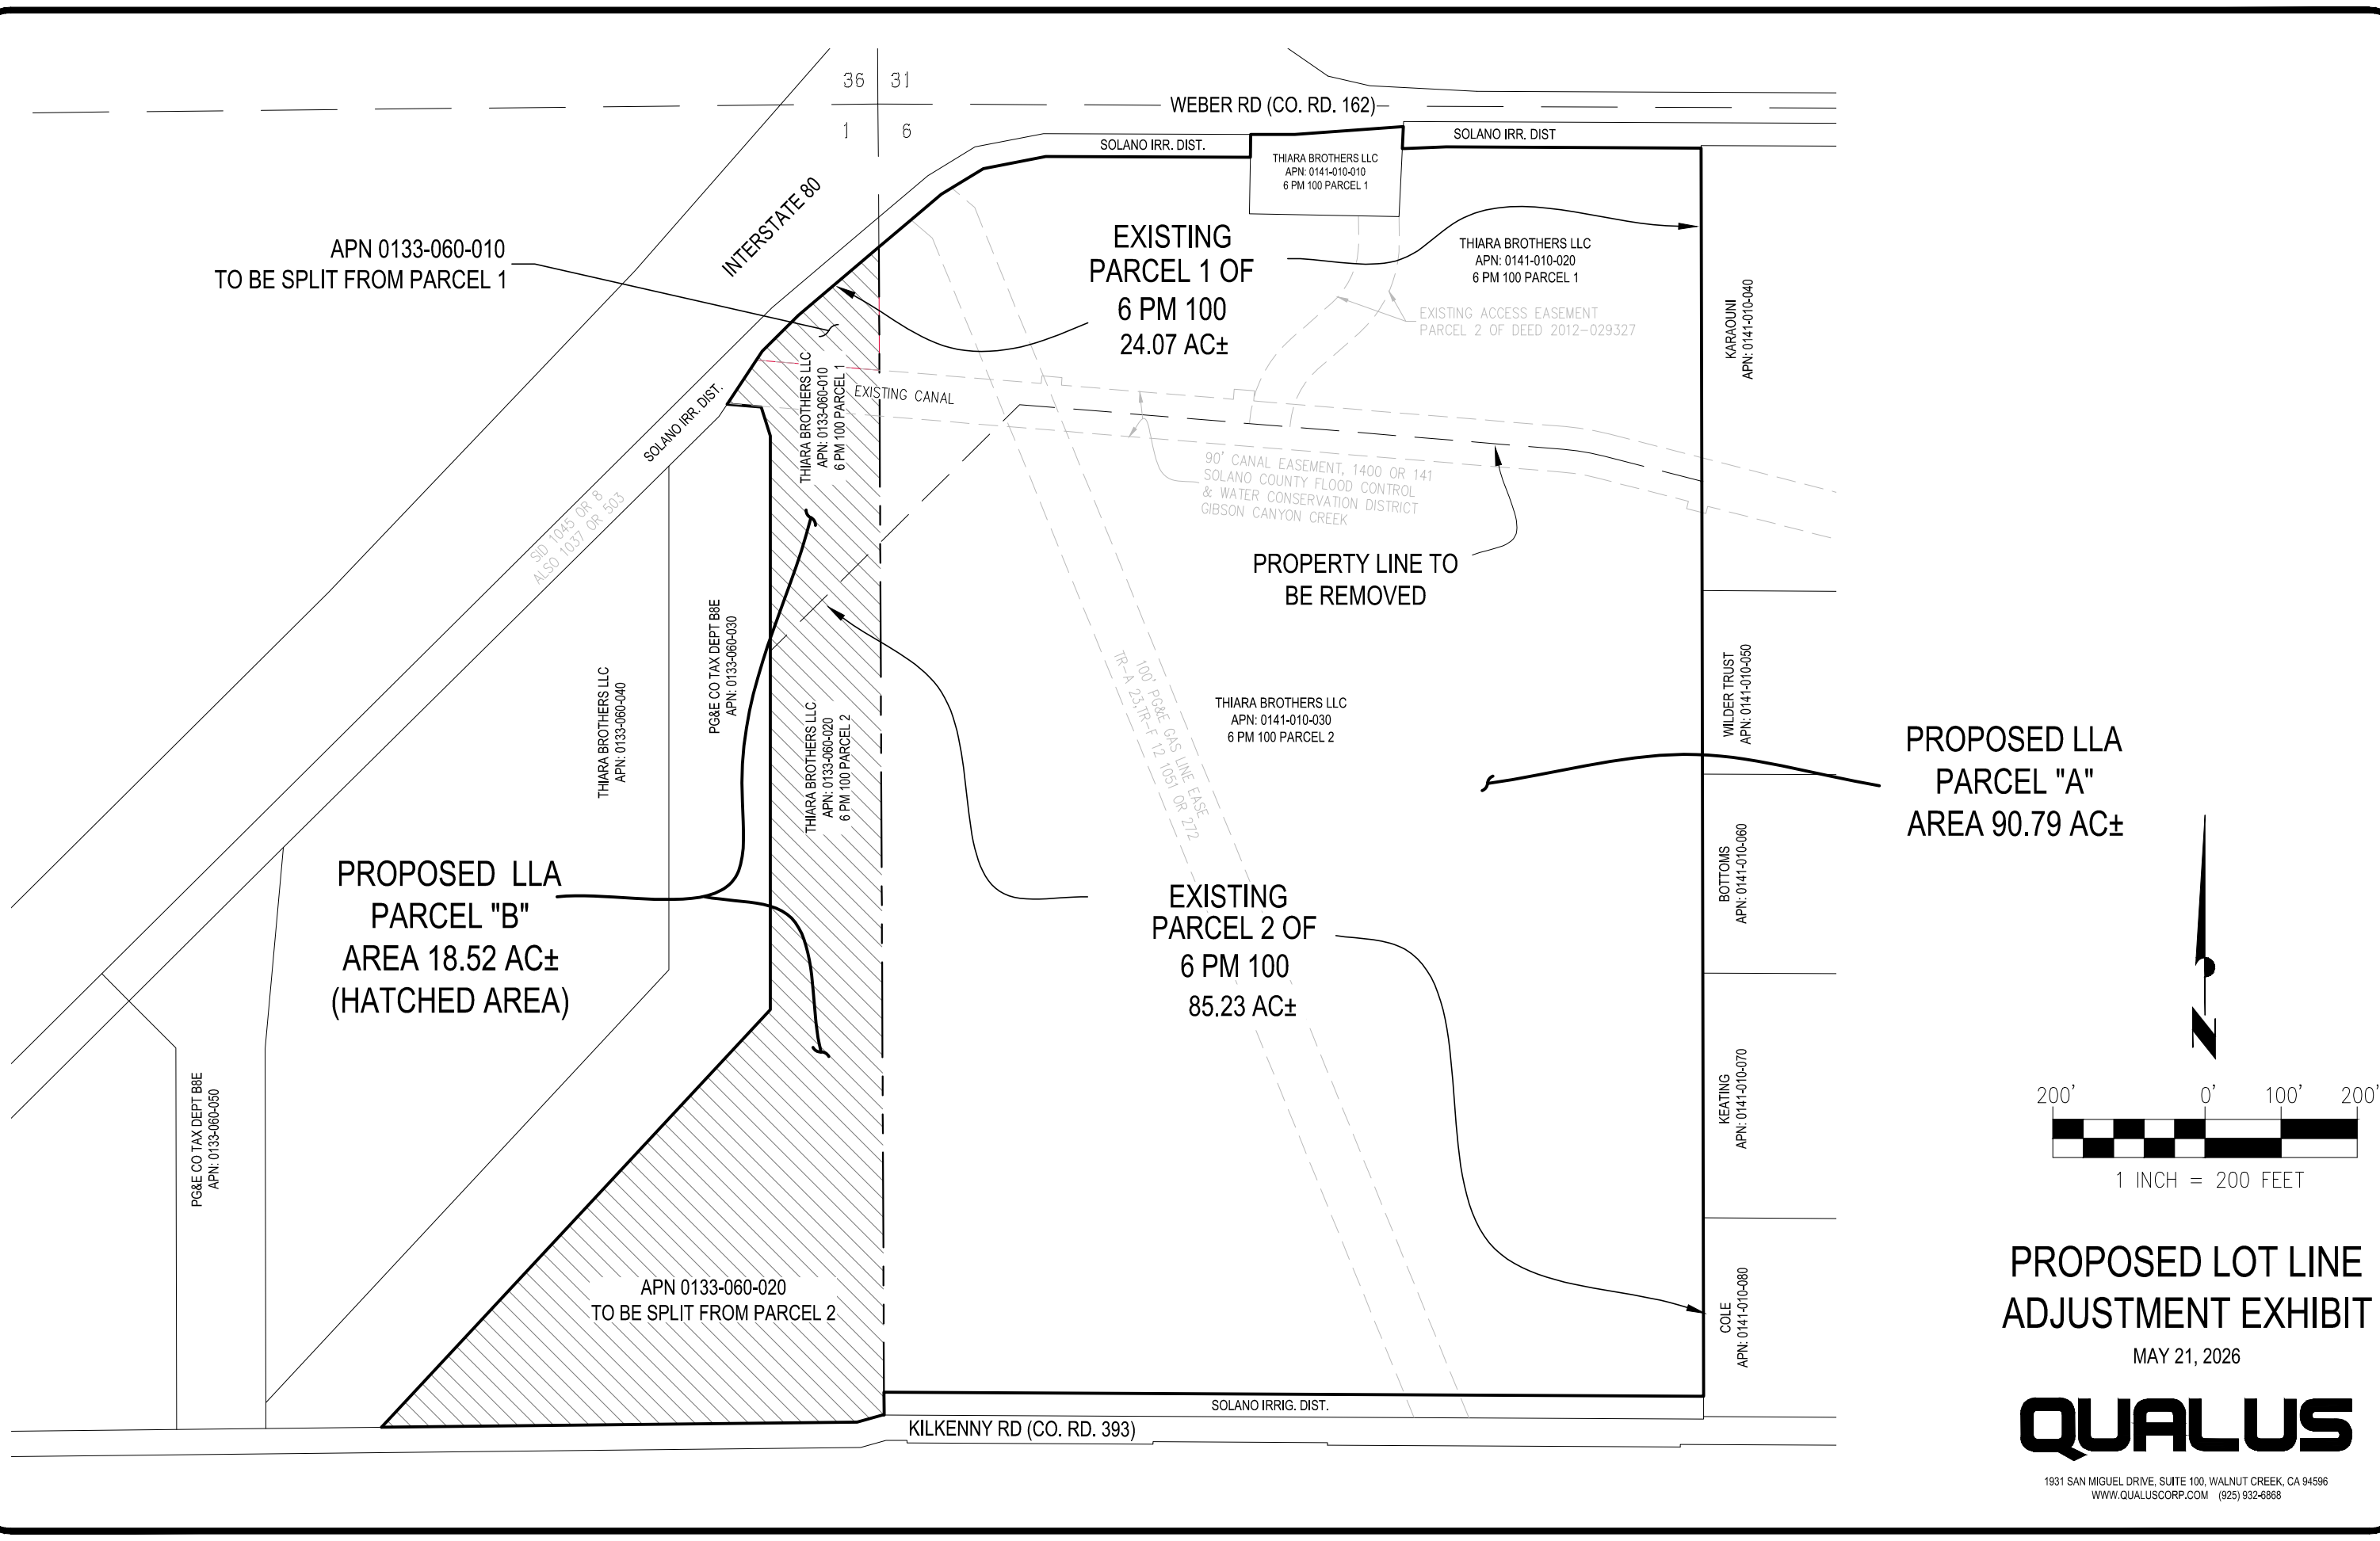 36 31
1 6
WEBER RD (CO. RD. 162)
SOLANO IRR. DIST.
SOLANO IRR. DIST
THIARA BROTHERS LLC
APN: 0141-010-010
6 PM 100 PARCEL 1
INTERSTATE 80
APN 0133-060-010
TO BE SPLIT FROM PARCEL 1
EXISTING
PARCEL 1 OF
6 PM 100
24.07 AC±
THIARA BROTHERS LLC
APN: 0141-010-020
6 PM 100 PARCEL 1
EXISTING ACCESS EASEMENT
PARCEL 2 OF DEED 2012-029327
KARAOUNI
APN: 0141-010-040
THIARA BROTHERS LLC
APN: 0133-060-010
6 PM 100 PARCEL 1
EXISTING CANAL
SOLANO IRR. DIST.
SID 1045 OR 8
ALSO 1037 OR 503
90' CANAL EASEMENT, 1400 OR 141
SOLANO COUNTY FLOOD CONTROL
& WATER CONSERVATION DISTRICT
GIBSON CANYON CREEK
PROPERTY LINE TO
BE REMOVED
THIARA BROTHERS LLC
APN: 0133-060-040
PG&E CO TAX DEPT B8E
APN: 0133-060-030
THIARA BROTHERS LLC
APN: 0133-060-020
6 PM 100 PARCEL 2
100' PG&E GAS LINE EASE
TR-A 23,TR-F 12 1051 OR 272
THIARA BROTHERS LLC
APN: 0141-010-030
6 PM 100 PARCEL 2
WILDER TRUST
APN: 0141-010-050
PROPOSED LLA
PARCEL "A"
AREA 90.79 AC±
BOTTOMS
APN: 0141-010-060
PROPOSED LLA
PARCEL "B"
AREA 18.52 AC±
(HATCHED AREA)
EXISTING
PARCEL 2 OF
6 PM 100
85.23 AC±
PG&E CO TAX DEPT B8E
APN: 0133-060-050
KEATING
APN: 0141-010-070
N
200' 0' 100' 200'
1 INCH = 200 FEET
APN 0133-060-020
TO BE SPLIT FROM PARCEL 2
COLE
APN: 0141-010-080
PROPOSED LOT LINE
ADJUSTMENT EXHIBIT
MAY 21, 2026
SOLANO IRRIG. DIST.
KILKENNY RD (CO. RD. 393)
QUALUS
1931 SAN MIGUEL DRIVE, SUITE 100, WALNUT CREEK, CA 94596
WWW.QUALUSCORP.COM (925) 932-6868